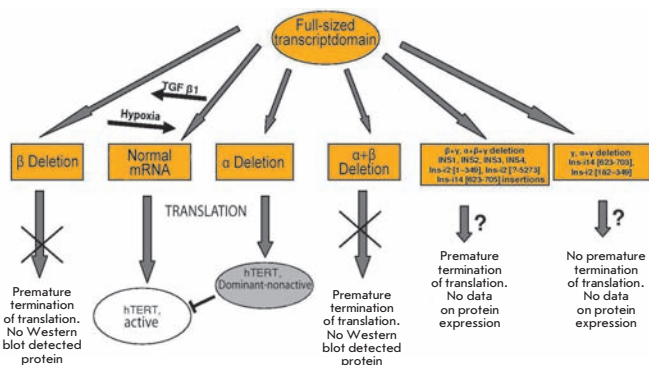 Full-sized
transcriptdomain
TGF β1
Hypoxia
β Deletion
Normal
mRNA
α Deletion
α+β
Deletion
β+γ, α+β+γ deletion
INS1, INS2, INS3, INS4,
Ins-i2 [1–349], Ins-i2 [?-5273]
Ins-i14 [623-705] insertions
γ, α+γ deletion
Ins-i14 [623-703],
Ins-i2 [182–349]
TRANSLATION
?
?
Premature
termination
of translation.
No Western
blot detected
protein
hTERT,
active
hTERT,
Dominant-nonactive
Premature
termination
of translation.
No Western
blot detected
protein
Premature
termination
of translation.
No data
on protein
expression
No premature
termination
of translation.
No data
on protein
expression